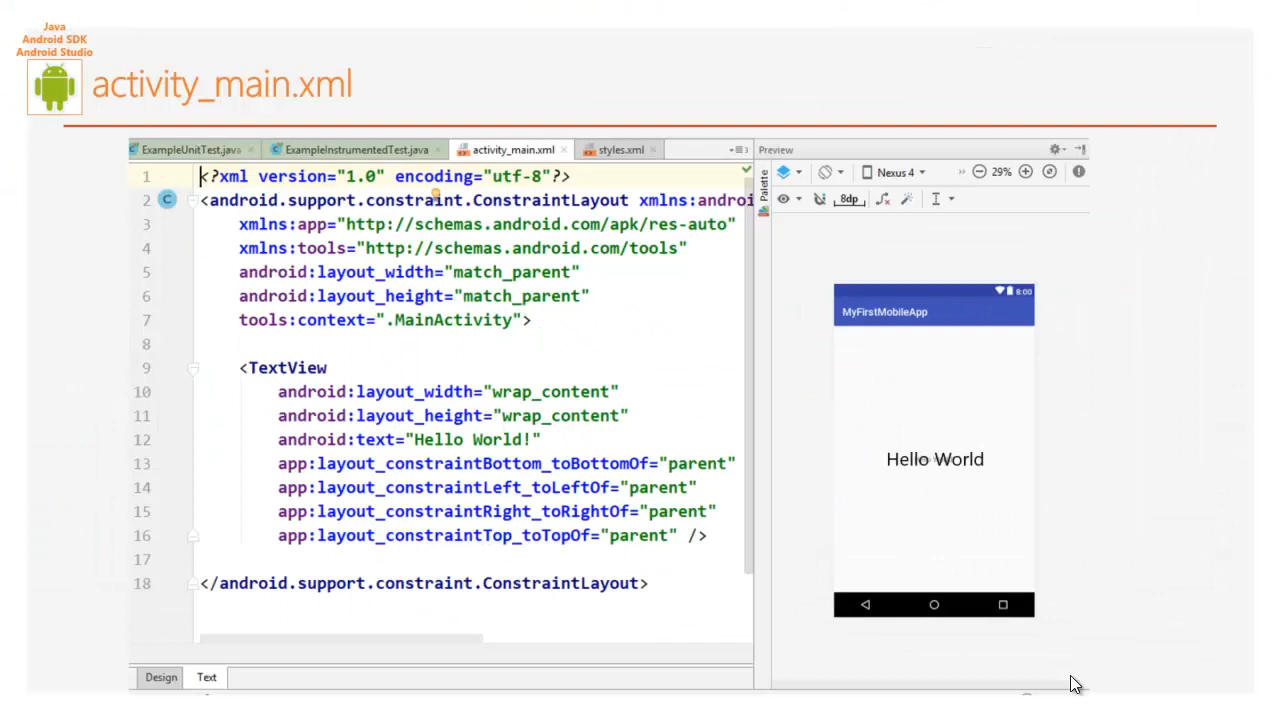 Java
Android SDK
Android Studio
activity_main.xml
ExampleUnitTest.java
ExampleInstrumentedTest.java
activity_main.xml
styles.xml
Preview
Palette
Nexus 4
29%
8dp
1 <?xml version="1.0" encoding="utf-8"?>
2 <android.support.constraint.ConstraintLayout xmlns:androi
3 xmlns:app="http://schemas.android.com/apk/res-auto"
4 xmlns:tools="http://schemas.android.com/tools"
5 android:layout_width="match_parent"
6 android:layout_height="match_parent"
7 tools:context=".MainActivity">
8
9 <TextView
10 android:layout_width="wrap_content"
11 android:layout_height="wrap_content"
12 android:text="Hello World!"
13 app:layout_constraintBottom_toBottomOf="parent"
14 app:layout_constraintLeft_toLeftOf="parent"
15 app:layout_constraintRight_toRightOf="parent"
16 app:layout_constraintTop_toTopOf="parent" />
17
18 </android.support.constraint.ConstraintLayout>
8:00
MyFirstMobileApp
Hello World
Design
Text